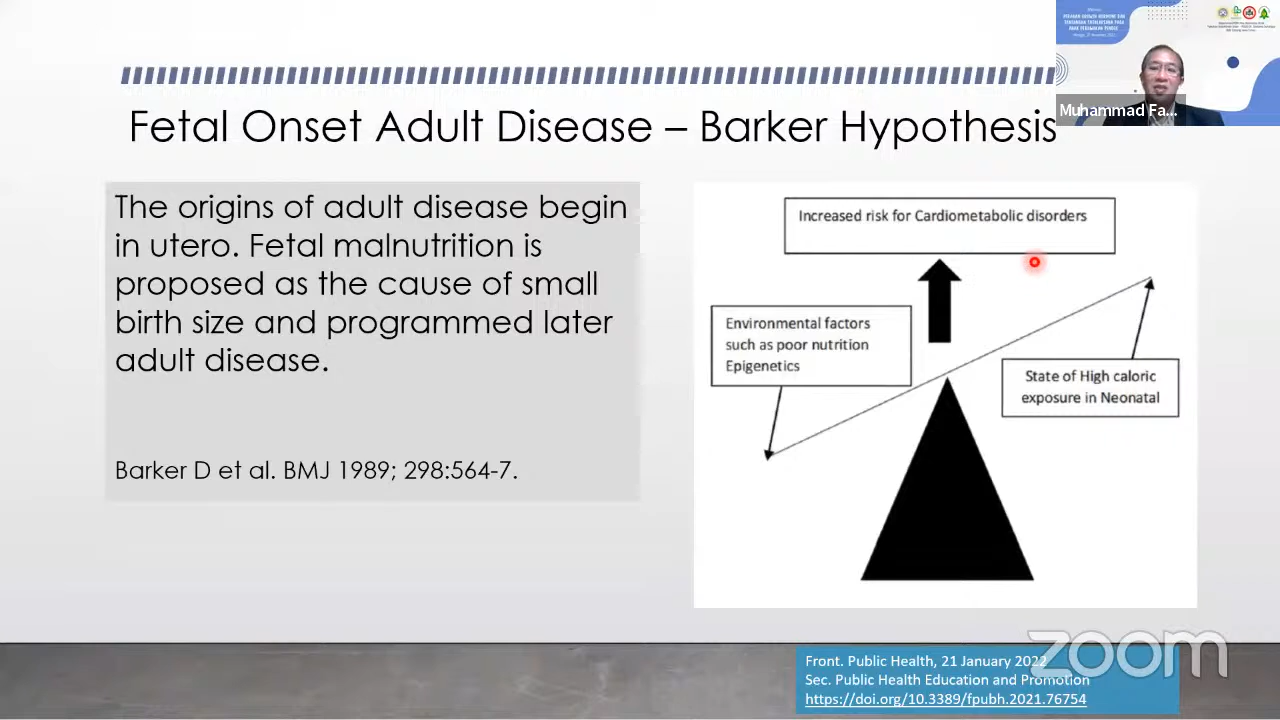 Fetal Onset Adult Disease – Barker Hypothesis
Muhammad Fa...
The origins of adult disease begin
in utero. Fetal malnutrition is
proposed as the cause of small
birth size and programmed later
adult disease.
Barker D et al. BMJ 1989; 298:564-7.
Increased risk for Cardiometabolic disorders
Environmental factors
such as poor nutrition
Epigenetics
State of High caloric
exposure in Neonatal
zoom
Front. Public Health, 21 January 2022
Sec. Public Health Education and Promotion
https://doi.org/10.3389/fpubh.2021.76754